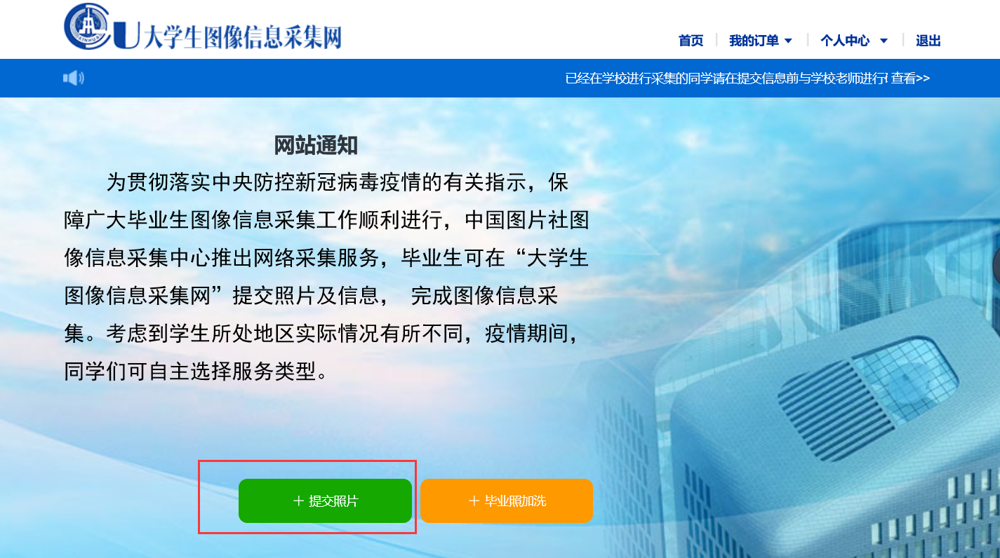 XINHUA
U大学生图像信息采集网
首页 我的订单 个人中心 退出
已经在学校进行采集的同学请在提交信息前与学校老师进行 查看>>
网站通知
为贯彻落实中央防控新冠病毒疫情的有关指示，保
障广大毕业生图像信息采集工作顺利进行，中国图片社图
像信息采集中心推出网络采集服务，毕业生可在“大学生
图像信息采集网”提交照片及信息， 完成图像信息采
集。考虑到学生所处地区实际情况有所不同，疫情期间，
同学们可自主选择服务类型。
+ 提交照片 + 毕业照加洗